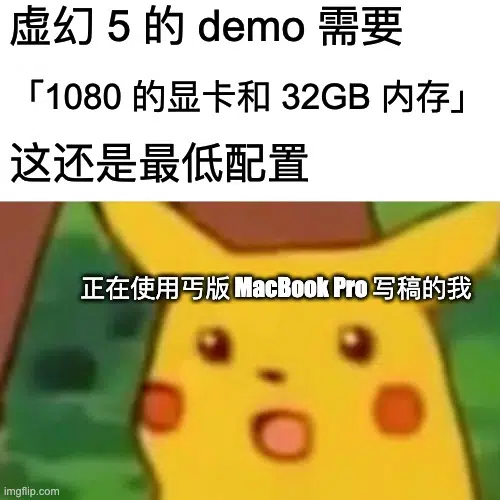 虚幻 5 的 demo 需要
「1080 的显卡和 32GB 内存」
这还是最低配置
正在使用丐版 MacBook Pro 写稿的我
imgflip.com